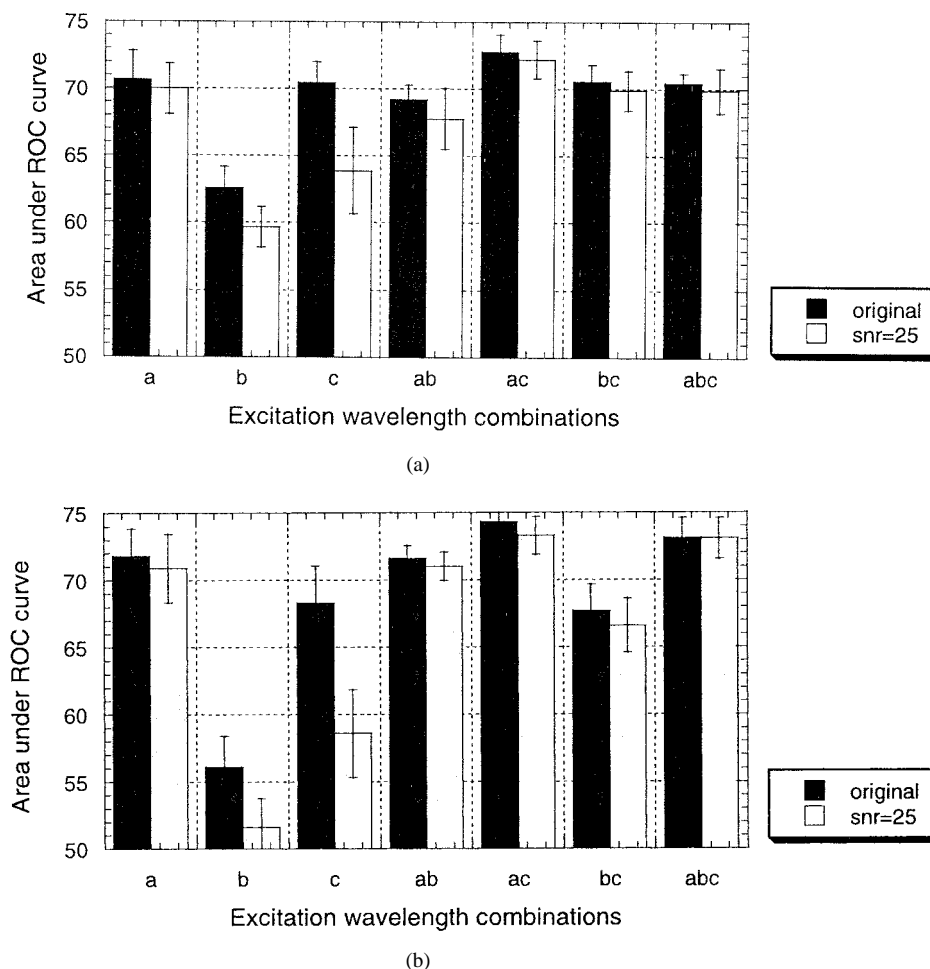 75
70
65
60
55
50
Area under ROC curve
a b c ab ac bc abc
Excitation wavelength combinations
original
snr=25
(a)
75
70
65
60
55
50
Area under ROC curve
a b c ab ac bc abc
Excitation wavelength combinations
original
snr=25
(b)